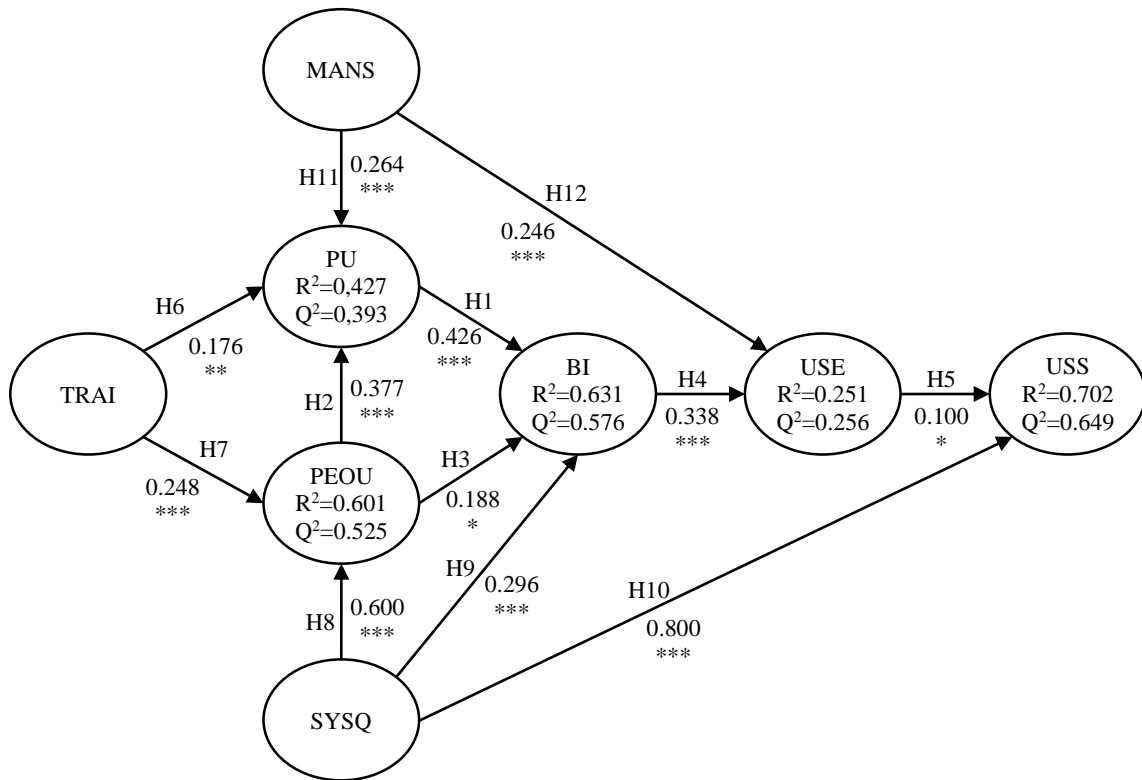 MANS
H11
0.264
***
H12
0.246
***
PU
R²=0,427
Q²=0,393
H6
0.176
**
H1
0.426
***
TRAI
H2
0.377
***
BI
R²=0.631
Q²=0.576
H4
0.338
***
USE
R²=0.251
Q²=0.256
H5
0.100
*
USS
R²=0.702
Q²=0.649
H7
0.248
***
PEOU
R²=0.601
Q²=0.525
H3
0.188
*
H8
0.600
***
H9
0.296
***
H10
0.800
***
SYSQ